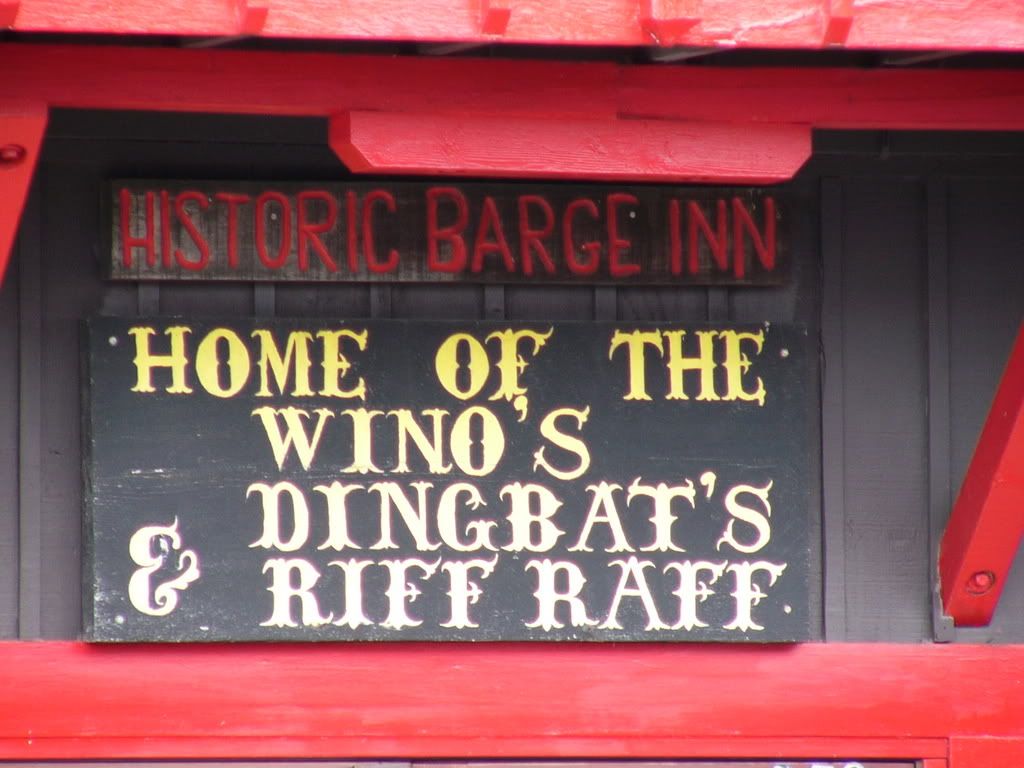 HISTORIC BARGE INN
HOME OF THE
WINO'S
DINGBAT'S
& RIFF RAFF